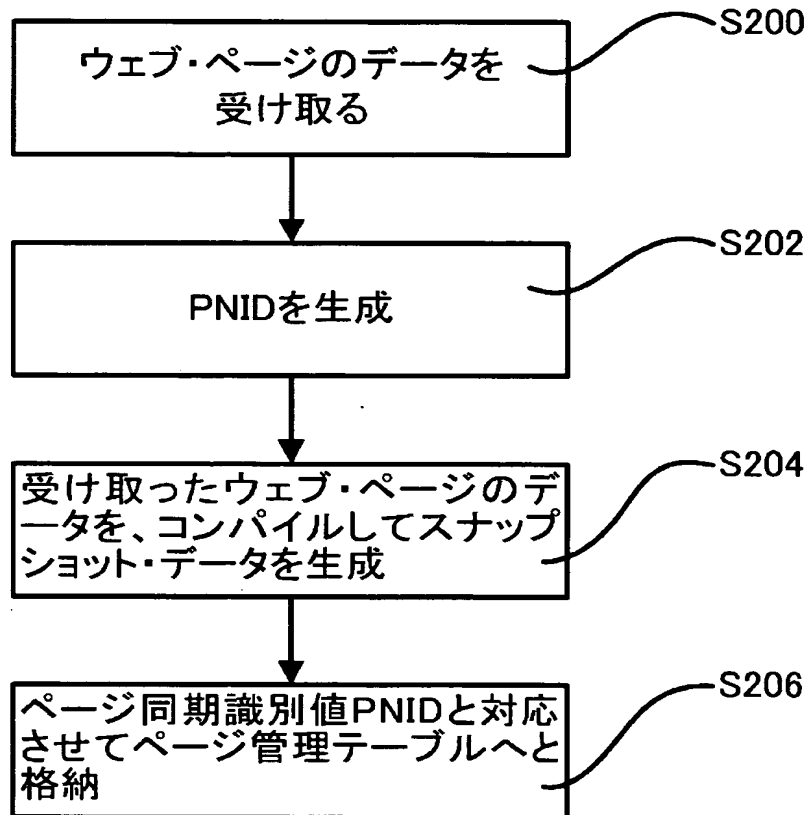 S200
ウェブ・ページのデータを
受け取る
S202
PNIDを生成
S204
受け取ったウェブ・ページのデ
ータを、コンパイルしてスナップ
ショット・データを生成
S206
ページ同期識別値PNIDと対応
させてページ管理テーブルへと
格納